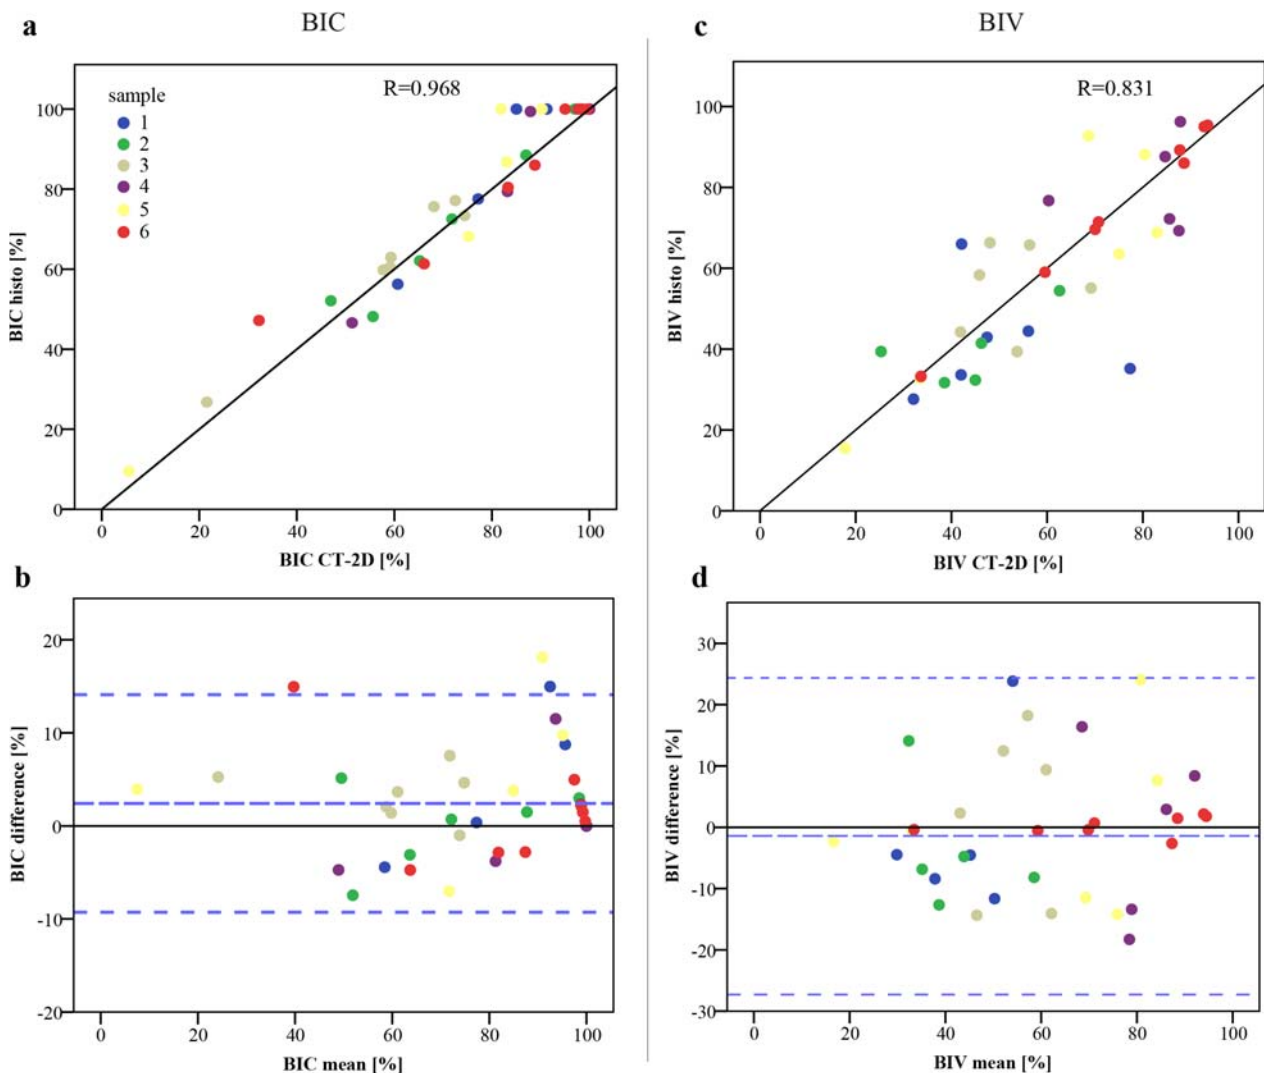 BIC
BIV
a
R=0.968
sample
1
2
3
4
5
6
100
80
60
40
20
0
BIC histo [%]
0 20 40 60 80 100
BIC CT-2D [%]
b
20
10
0
-10
-20
BIC difference [%]
0 20 40 60 80 100
BIC mean [%]
c
R=0.831
100
80
60
40
20
0
BIV histo [%]
0 20 40 60 80 100
BIV CT-2D [%]
d
30
20
10
0
-10
-20
-30
BIV difference [%]
0 20 40 60 80 100
BIV mean [%]